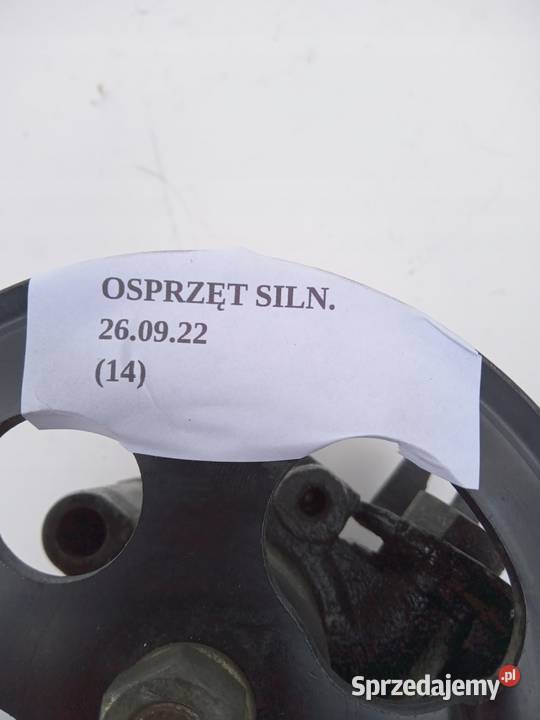 OSPRZĘT SILN.
26.09.22
(14)
Sprzedajemy.pl